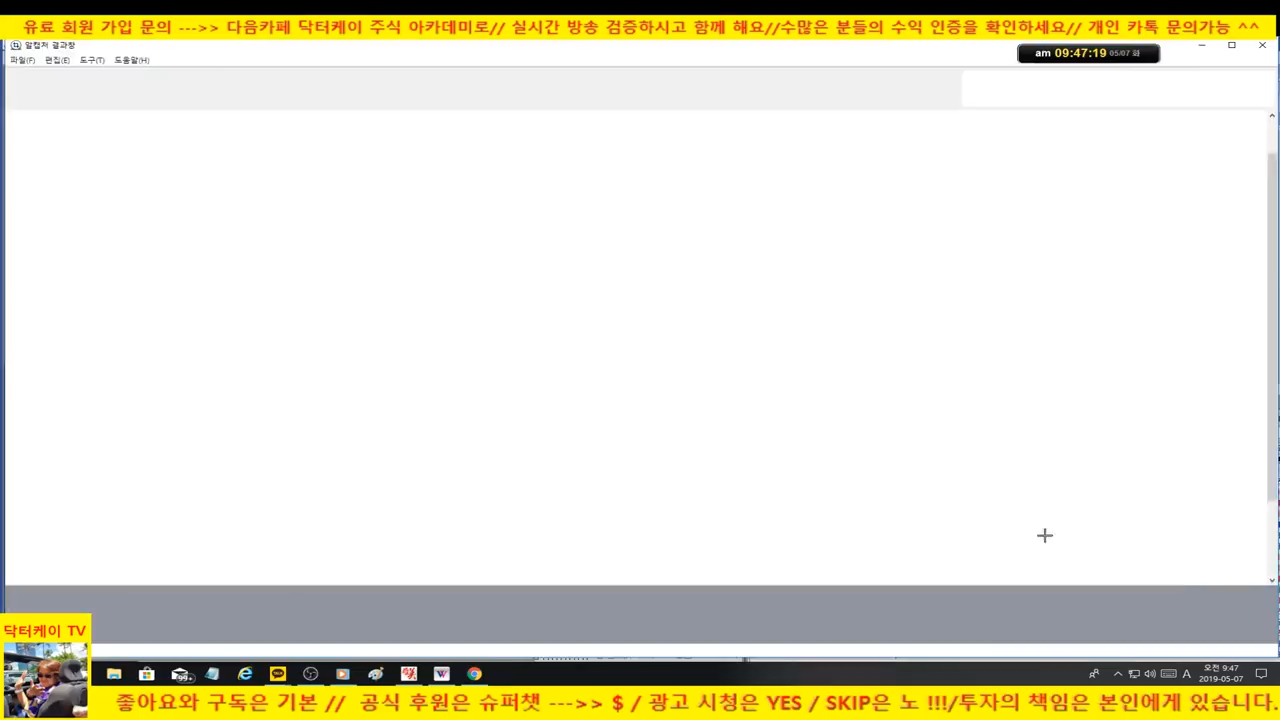 유료 회원 가입 문의 --->> 다음카페 닥터케이 주식 아카데미로// 실시간 방송 검증하시고 함께 해요//수많은 분들의 수익 인증을 확인하세요// 개인 카톡 문의가능 ^^
알캡처 결과창
am 09:47:19 05/07 화
파일(F) 편집(E) 도구(T) 도움말(H)
닥터케이 TV
99+
TALK
W
A
오전 9:47
2019-05-07
좋아요와 구독은 기본 // 공식 후원은 슈퍼챗 --->> $ / 광고 시청은 YES / SKIP은 노 !!!/투자의 책임은 본인에게 있습니다.